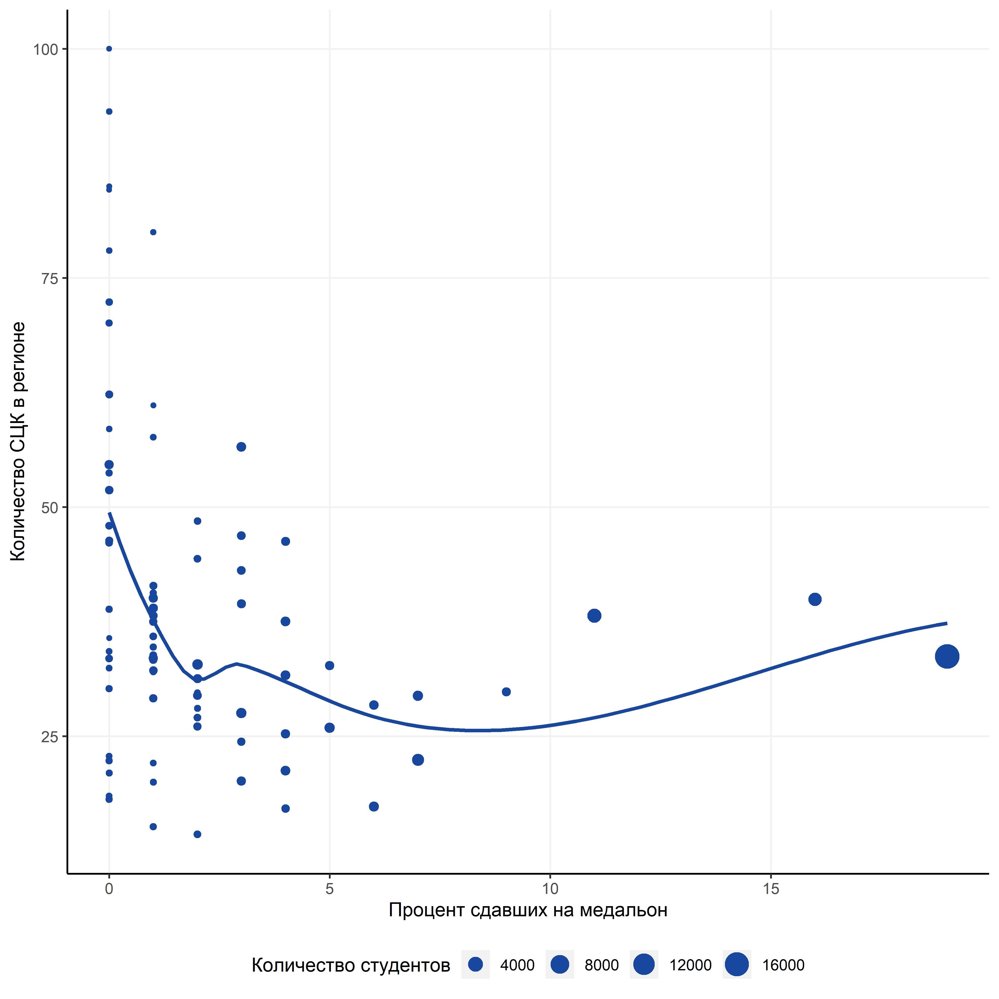 100
75
50
25
Количество СЦК в регионе
0 5 10 15
Процент сдавших на медальон
Количество студентов 4000 8000 12000 16000